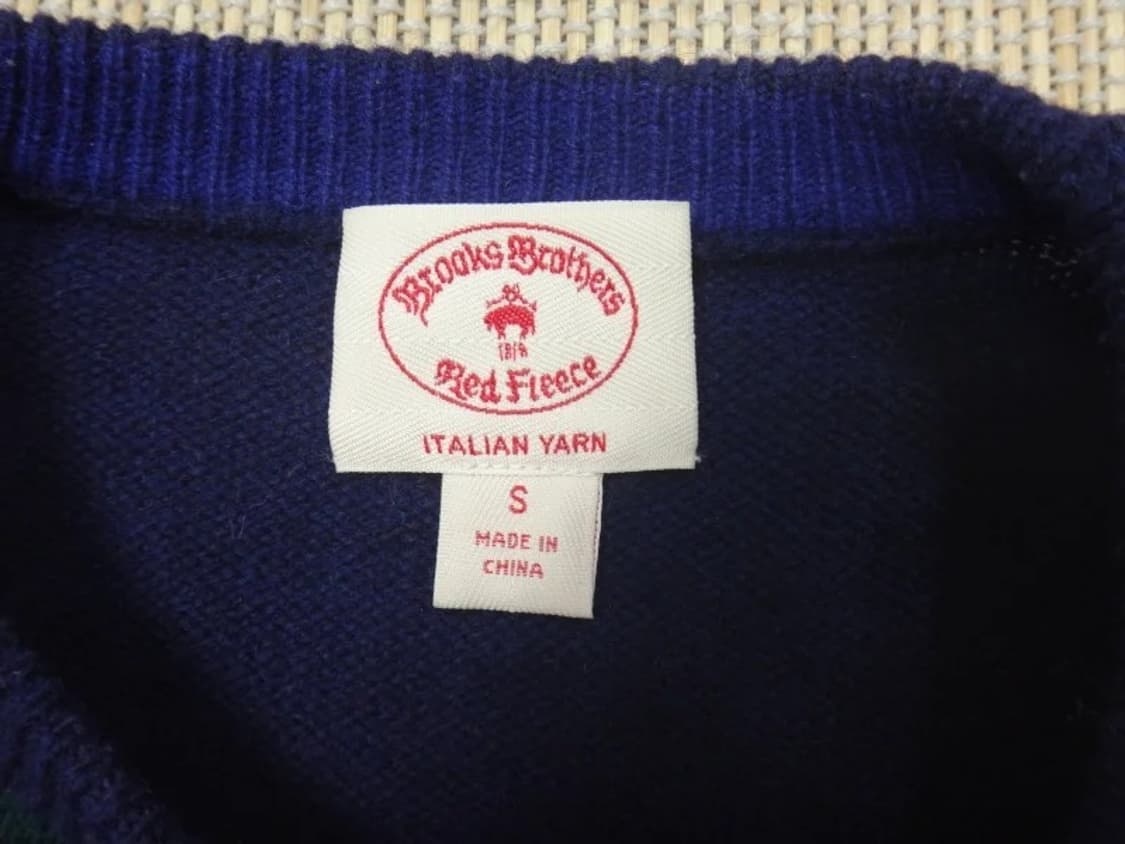 Brooks Brothers
1818
Red Fleece
ITALIAN YARN
S
MADE IN
CHINA